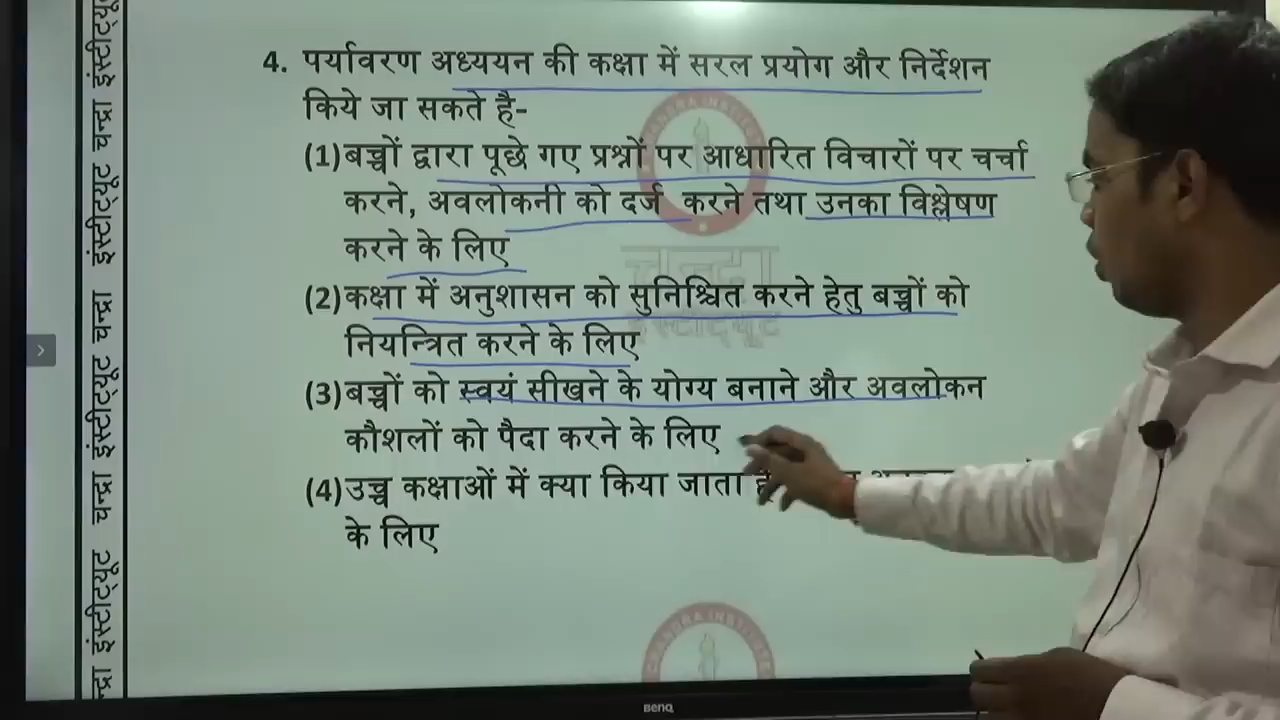 4. पर्यावरण अध्ययन की कक्षा में सरल प्रयोग और निर्देशन
किये जा सकते है-
(1)बच्चों द्वारा पूछे गए प्रश्नों पर आधारित विचारों पर चर्चा
करने, अवलोकनी को दर्ज करने तथा उनका विश्लेषण
करने के लिए
(2)कक्षा में अनुशासन को सुनिश्चित करने हेतु बच्चों को
नियन्त्रित करने के लिए
(3)बच्चों को स्वयं सीखने के योग्य बनाने और अवलोकन
कौशलों को पैदा करने के लिए
(4)उच्च कक्षाओं में क्या किया जाता
के लिए
चन्द्रा इंस्टीट्यूट चन्द्रा इंस्टीट्यूट चन्द्रा इंस्टीट्यूट
चन्द्रा
इंस्टीट्यूट
CHANDRA INSTITUTE
BENQ